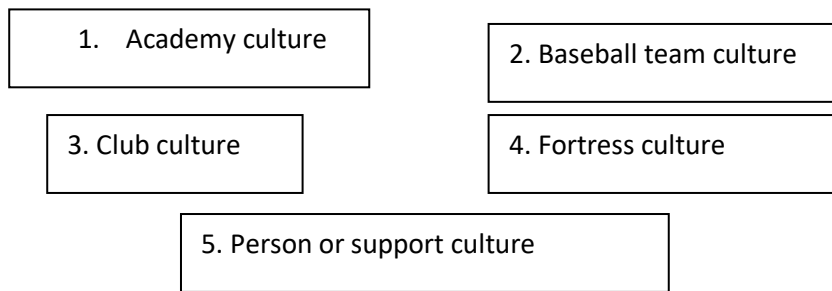 1. Academy culture
2. Baseball team culture
3. Club culture
4. Fortress culture
5. Person or support culture